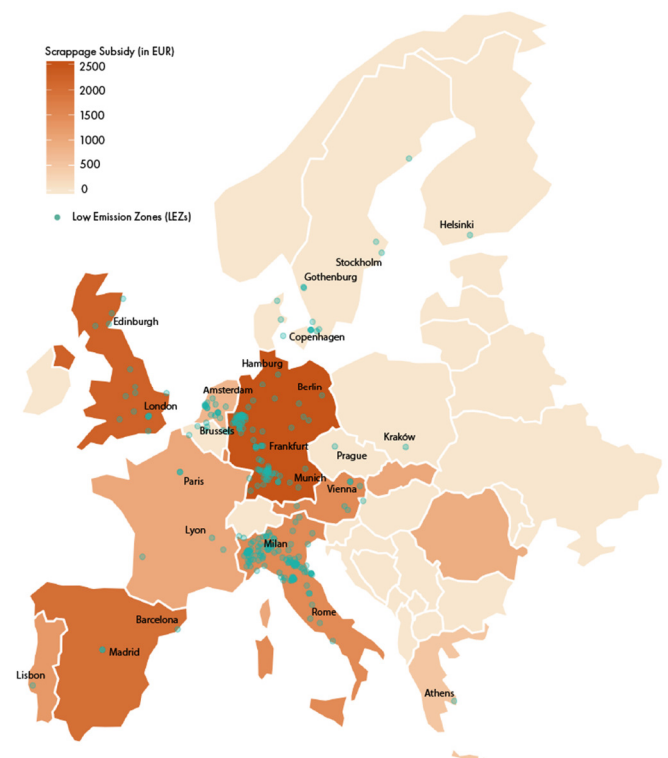 Scrappage Subsidy (in EUR)
2500
2000
1500
1000
500
0
Low Emission Zones (LEZs)
Helsinki
Stockholm
Gothenburg
Edinburgh
Copenhagen
Hamburg
Berlin
Amsterdam
London
Brussels
Frankfurt
Kraków
Prague
Paris
Munich
Vienna
Lyon
Milan
Rome
Barcelona
Madrid
Lisbon
Athens